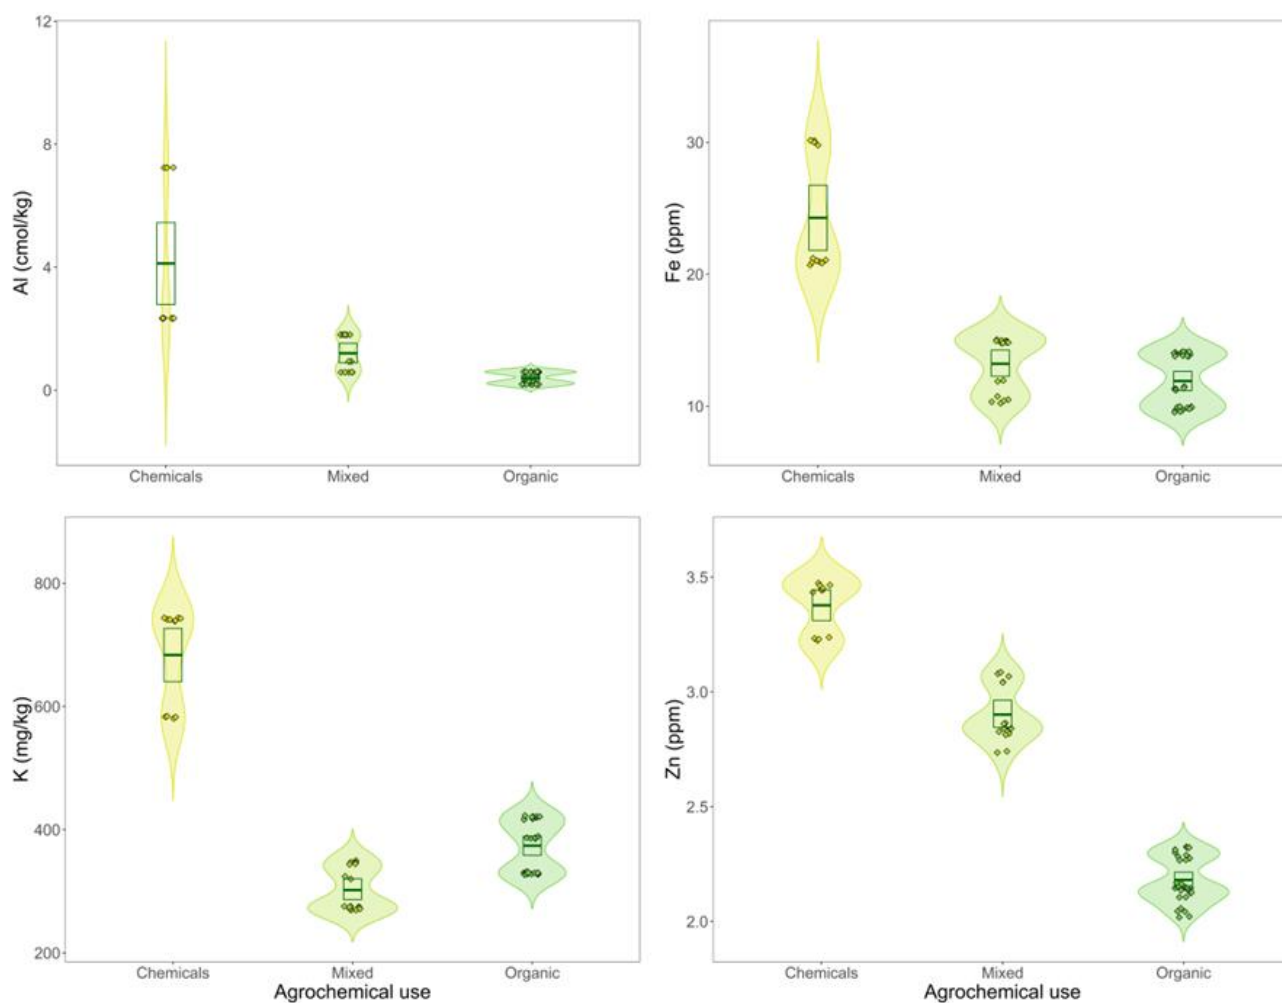 Al (cmol/kg)
12
8
4
0
Chemicals Mixed Organic
Fe (ppm)
30
20
10
Chemicals Mixed Organic
K (mg/kg)
800
600
400
200
Chemicals Mixed Organic
Agrochemical use
Zn (ppm)
3.5
3.0
2.5
2.0
Chemicals Mixed Organic
Agrochemical use